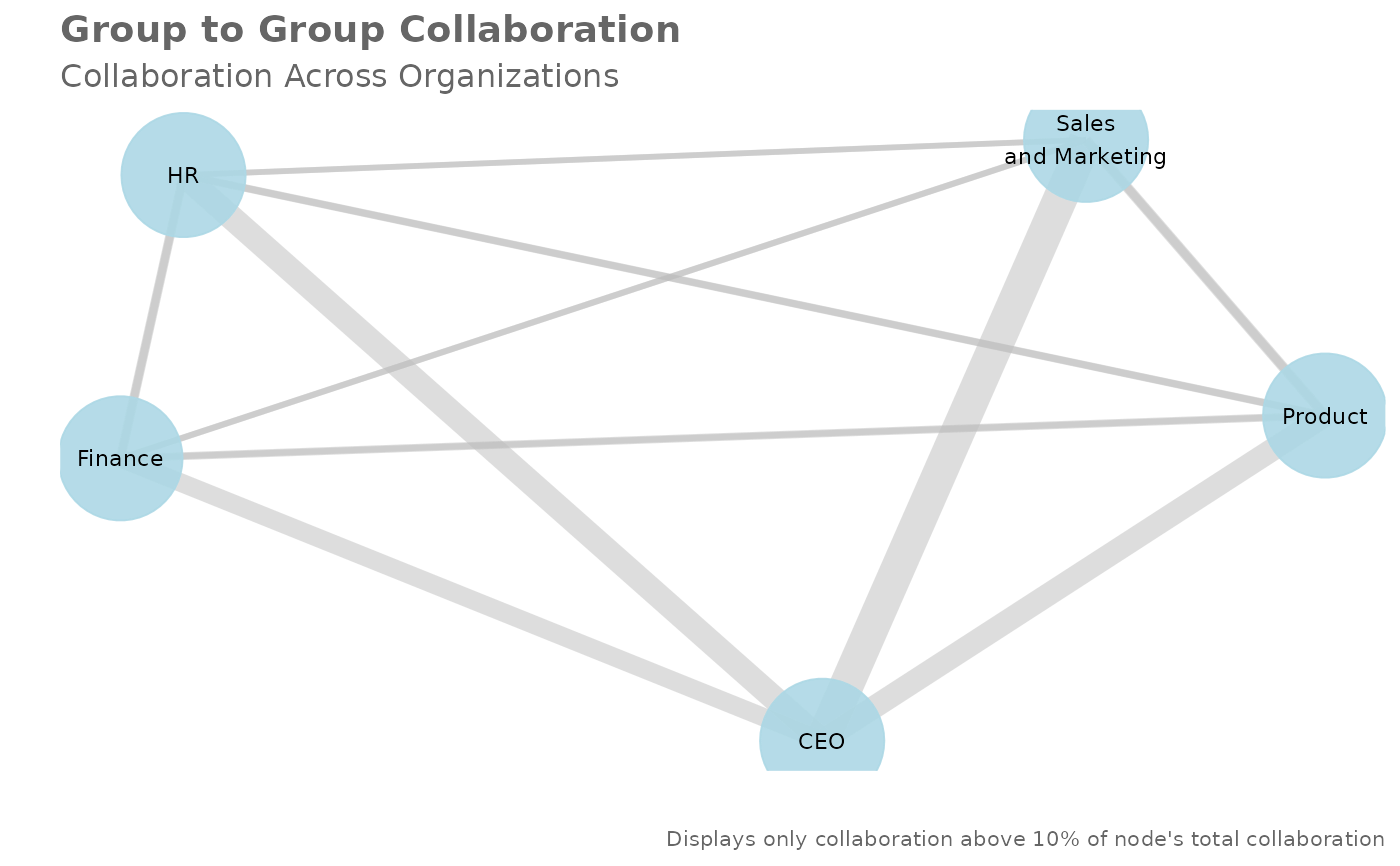 Group to Group Collaboration
Collaboration Across Organizations
Sales
and Marketing
HR
Product
Finance
CEO
Displays only collaboration above 10% of node's total collaboration